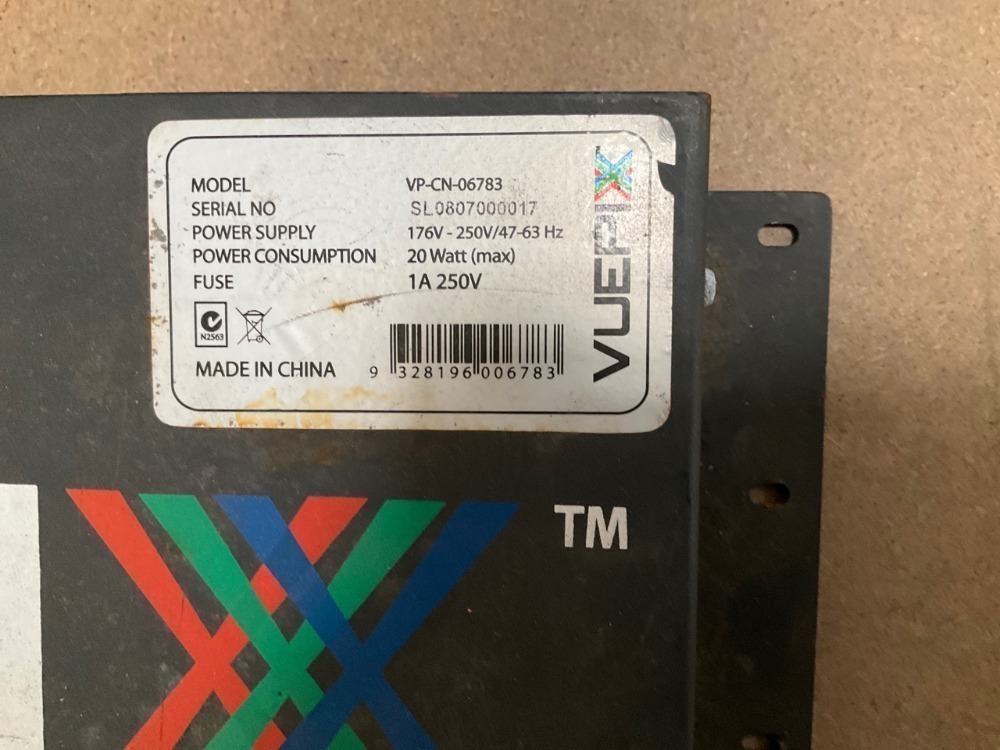 MODEL VP-CN-06783
SERIAL NO SL0807000017
POWER SUPPLY 176V - 250V/47-63 Hz
POWER CONSUMPTION 20 Watt (max)
FUSE 1A 250V
N2563
MADE IN CHINA
9 328196 006783
VUEPIX
TM